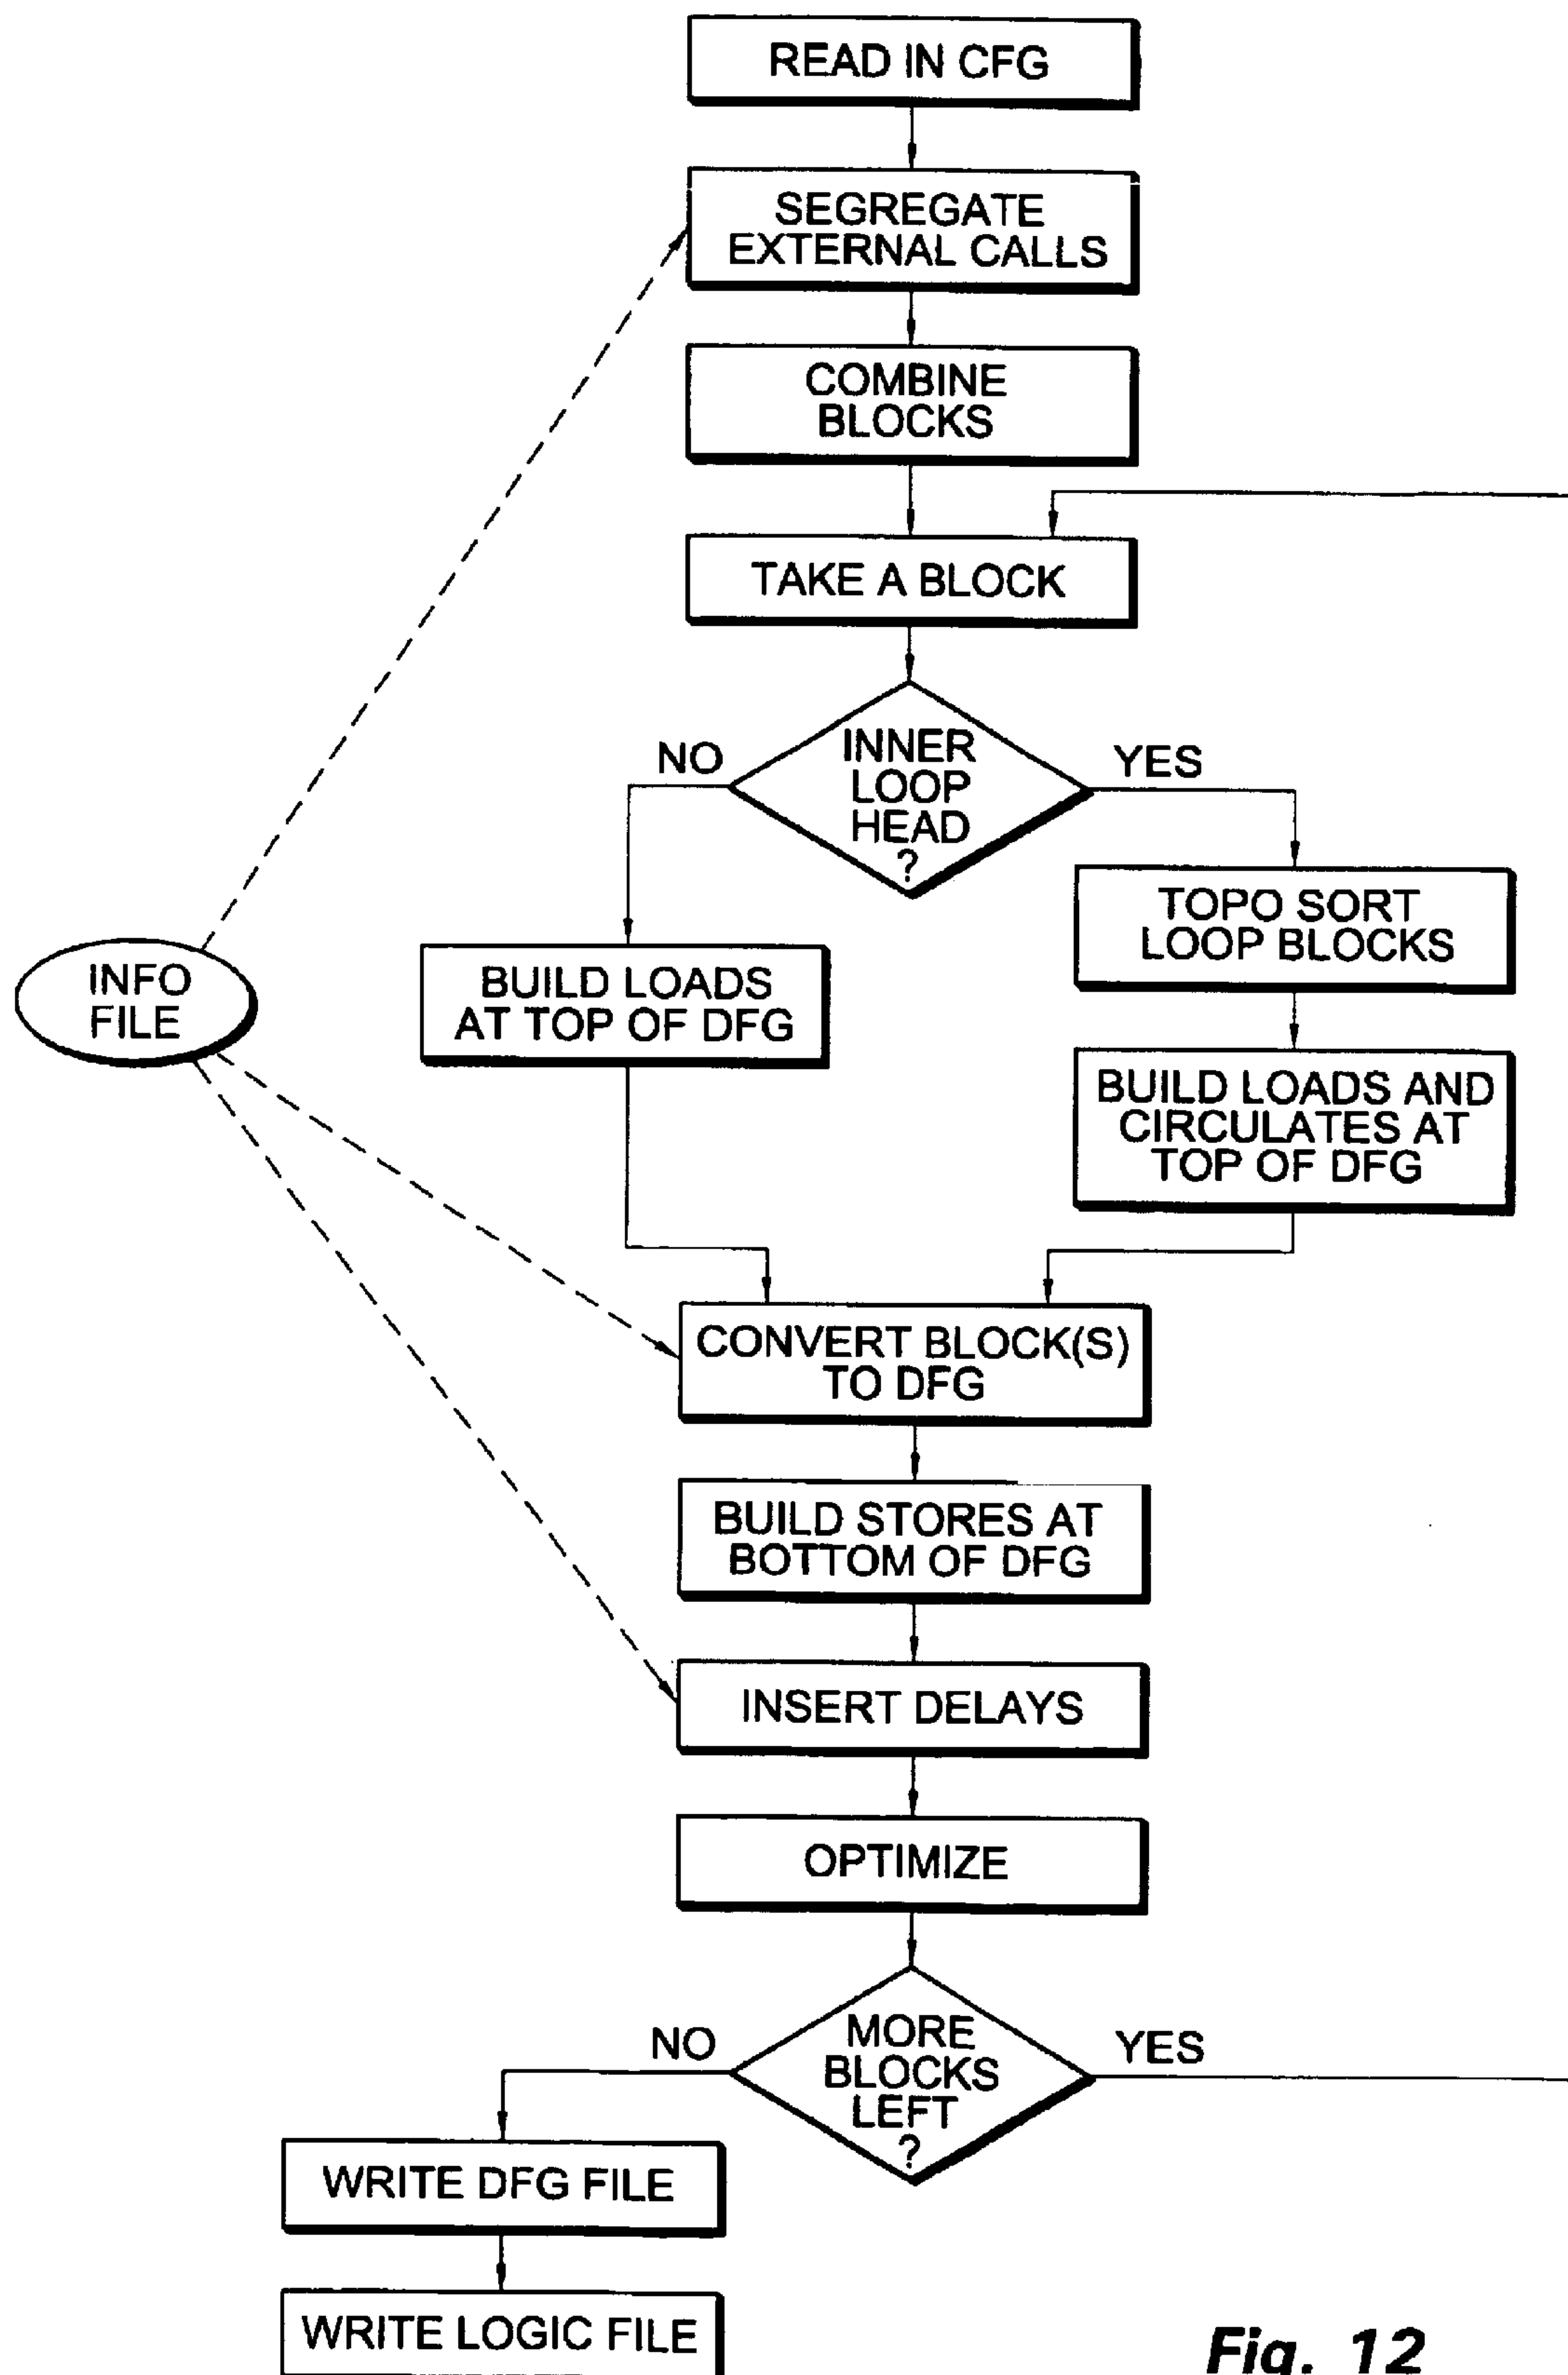 READ IN CFG
SEGREGATE
EXTERNAL CALLS
COMBINE
BLOCKS
TAKE A BLOCK
INNER
LOOP
HEAD
?
NO
YES
TOPO SORT
LOOP BLOCKS
INFO
FILE
BUILD LOADS
AT TOP OF DFG
BUILD LOADS AND
CIRCULATES AT
TOP OF DFG
CONVERT BLOCK(S)
TO DFG
BUILD STORES AT
BOTTOM OF DFG
INSERT DELAYS
OPTIMIZE
MORE
BLOCKS
LEFT
?
NO
YES
WRITE DFG FILE
WRITE LOGIC FILE
Fig. 12